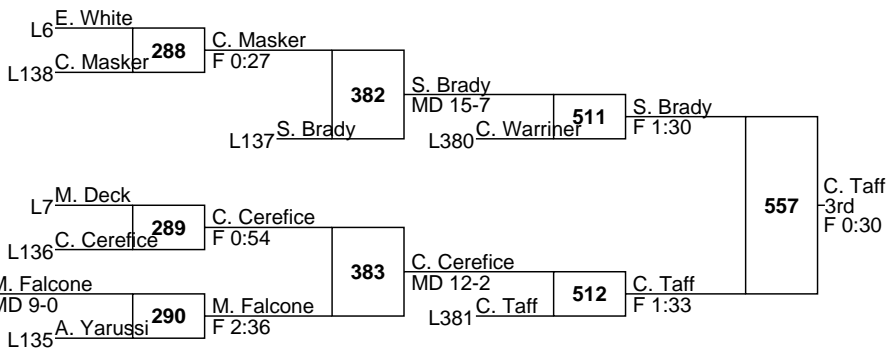 E. White
L6
288
C. Masker
F 0:27
C. Masker
L138
382
S. Brady
MD 15-7
S. Brady
L137
511
S. Brady
F 1:30
C. Warriner
L380
M. Deck
L7
289
C. Cerefice
F 0:54
C. Cerefice
L136
557
C. Taff
3rd
F 0:30
383
C. Cerefice
MD 12-2
M. Falcone
MD 9-0
290
M. Falcone
F 2:36
A. Yarussi
L135
512
C. Taff
F 1:33
C. Taff
L381